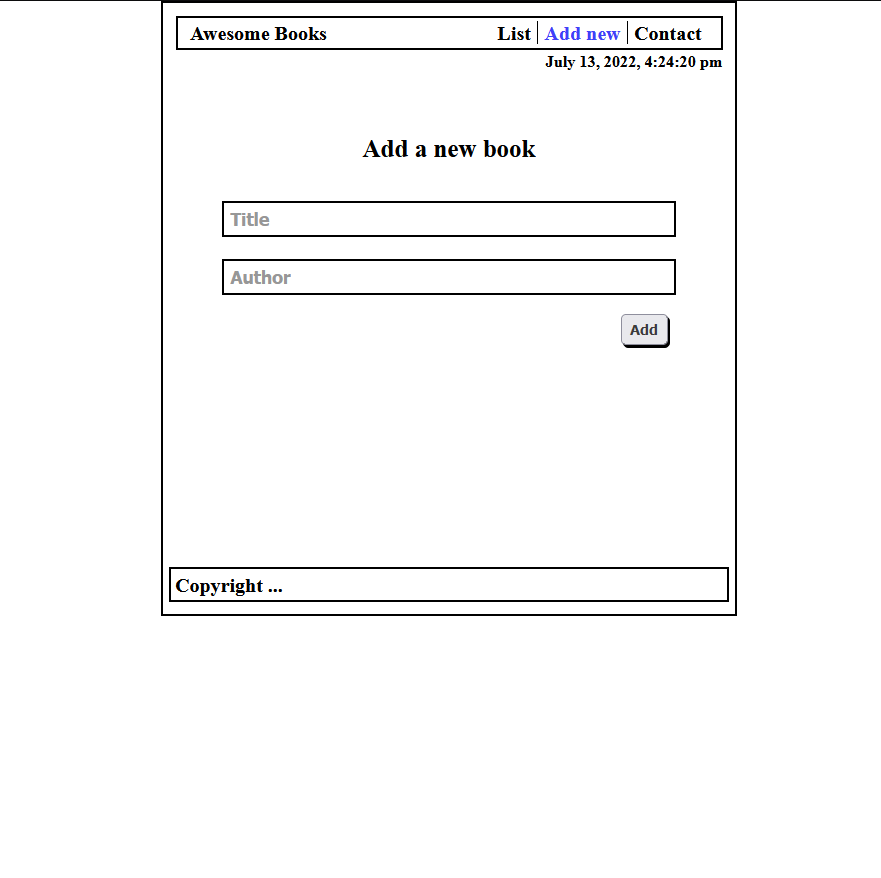 Awesome Books List Add new Contact
July 13, 2022, 4:24:20 pm
Add a new book
Title
Author
Add
Copyright ...